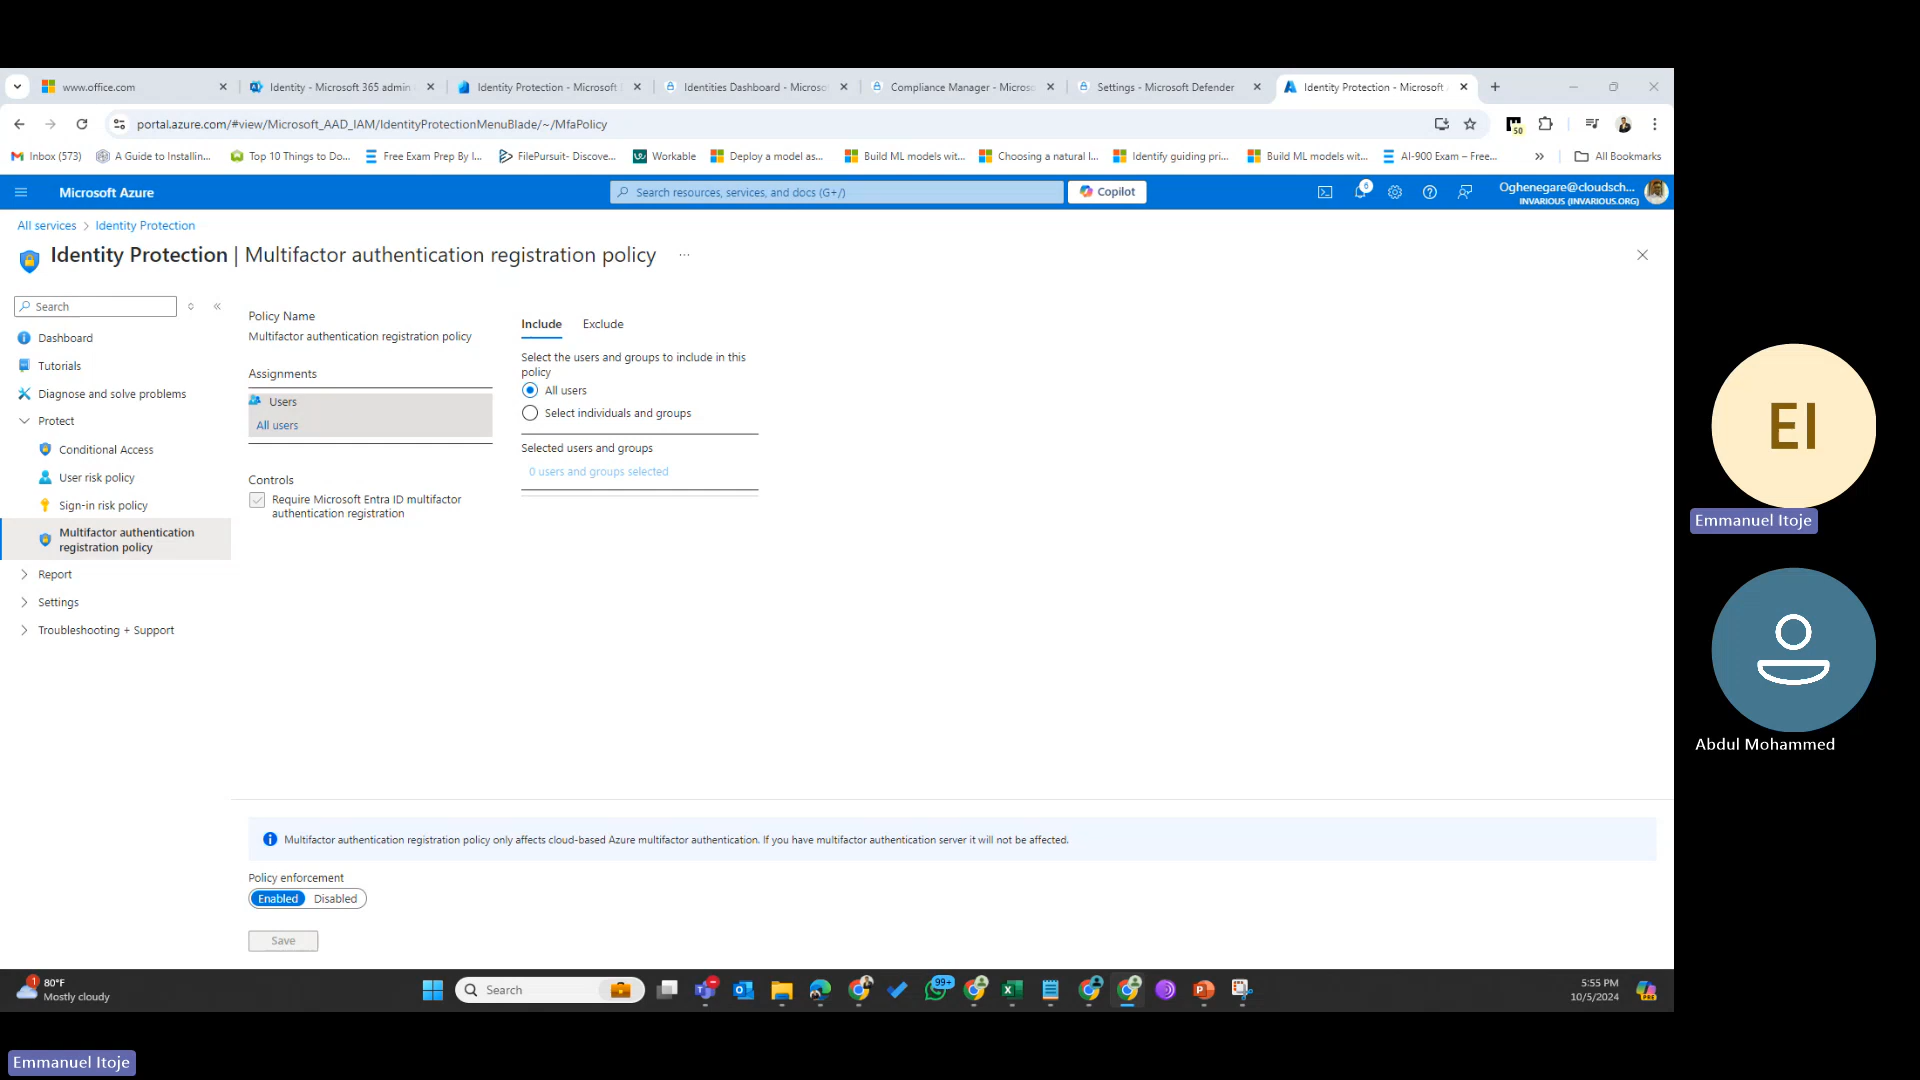 www.office.com
Identity - Microsoft 365 admin
Identity Protection - Microsoft
Identities Dashboard - Microso
Compliance Manager - Micros
Settings - Microsoft Defender
Identity Protection - Microsoft
portal.azure.com/#view/Microsoft_AAD_IAM/IdentityProtectionMenuBlade/~/MfaPolicy
50
Inbox (573)
A Guide to Installin...
Top 10 Things to Do...
Free Exam Prep By I...
FilePursuit- Discove...
Workable
Deploy a model as...
Build ML models wit...
Choosing a natural l...
Identify guiding pri...
Build ML models wit...
AI-900 Exam – Free...
All Bookmarks
Microsoft Azure
Search resources, services, and docs (G+/)
Copilot
6
Oghenegare@cloudsch...
INVARIOUS (INVARIOUS.ORG)
All services > Identity Protection
Identity Protection | Multifactor authentication registration policy ...
Search
Dashboard
Tutorials
Diagnose and solve problems
Protect
Conditional Access
User risk policy
Sign-in risk policy
Multifactor authentication
registration policy
Report
Settings
Troubleshooting + Support
Policy Name
Multifactor authentication registration policy
Assignments
Users
All users
Controls
Require Microsoft Entra ID multifactor
authentication registration
Include Exclude
Select the users and groups to include in this
policy
All users
Select individuals and groups
Selected users and groups
0 users and groups selected
Multifactor authentication registration policy only affects cloud-based Azure multifactor authentication. If you have multifactor authentication server it will not be affected.
Policy enforcement
Enabled Disabled
Save
EI
Emmanuel Itoje
Abdul Mohammed
1
80°F
Mostly cloudy
Search
99+
5:55 PM
10/5/2024
Emmanuel Itoje